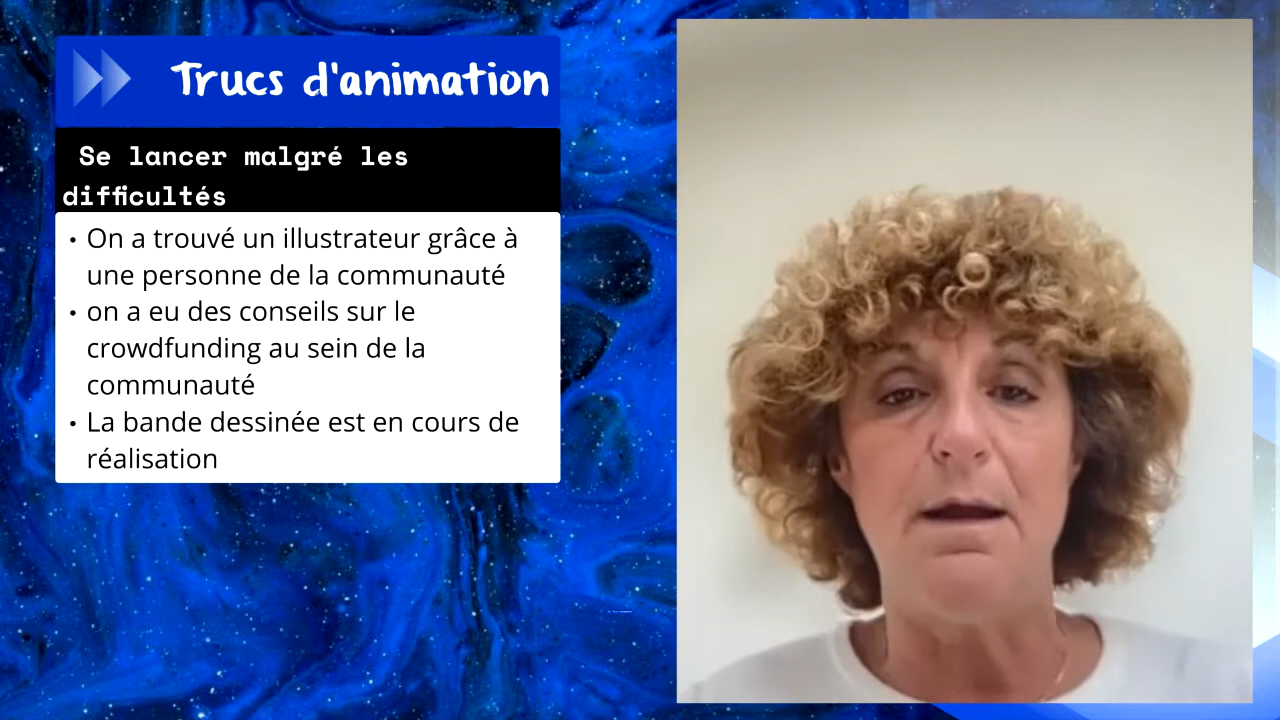 Trucs d'animation
Se lancer malgré les
difficultés
• On a trouvé un illustrateur grâce à
une personne de la communauté
• on a eu des conseils sur le
crowdfunding au sein de la
communauté
• La bande dessinée est en cours de
réalisation